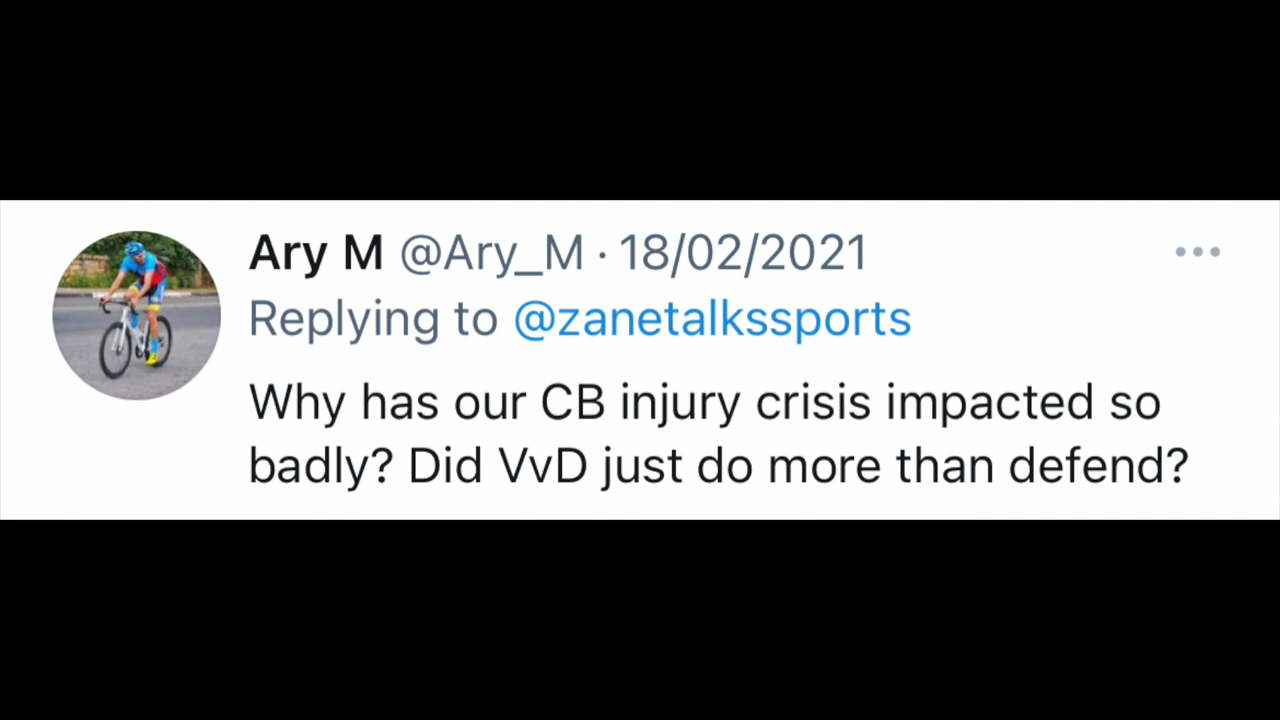 Ary M @Ary_M · 18/02/2021
Replying to @zanetalkssports
Why has our CB injury crisis impacted so
badly? Did VvD just do more than defend?